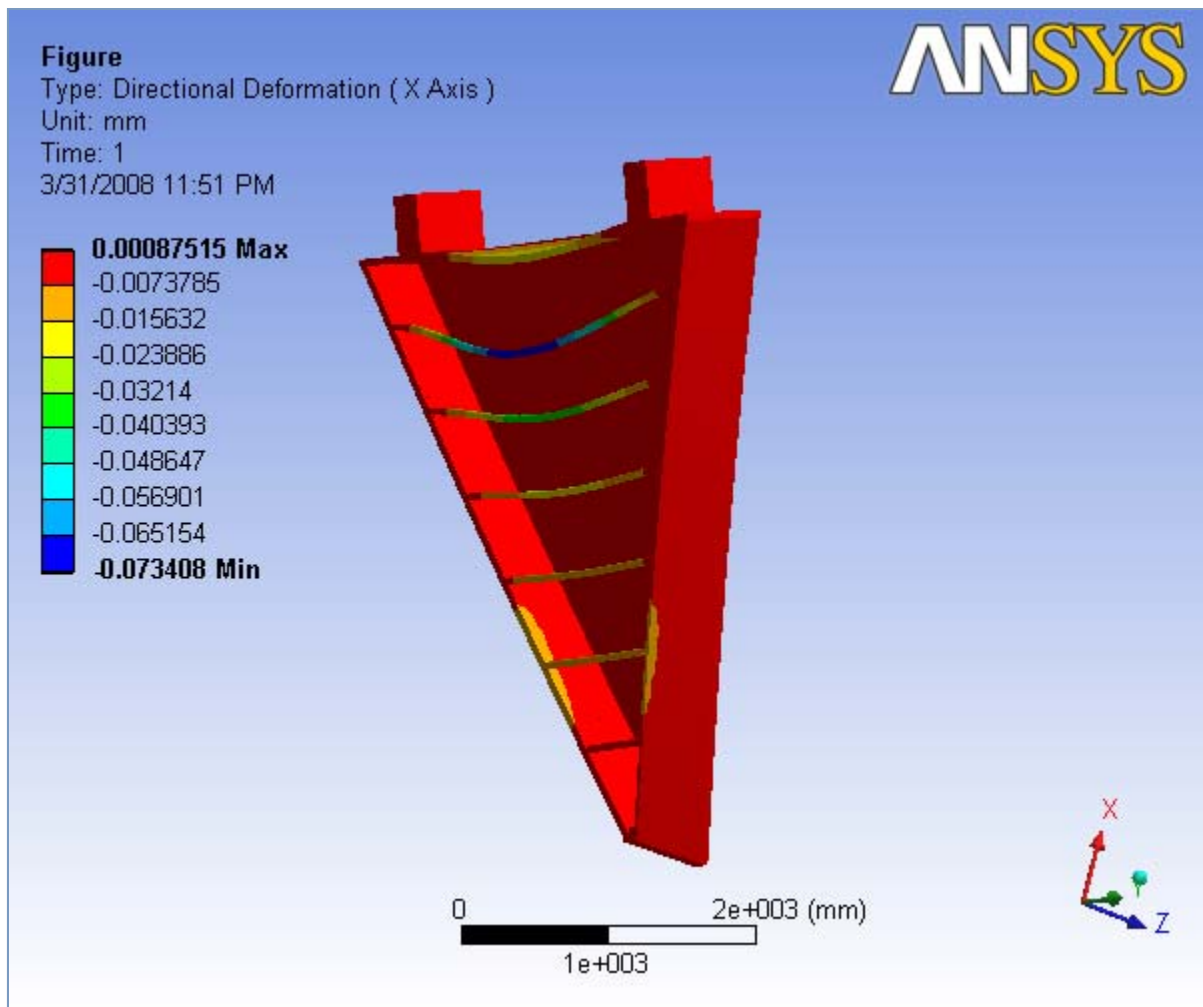 Figure
Type: Directional Deformation ( X Axis )
Unit: mm
Time: 1
3/31/2008 11:51 PM
ANSYS
0.00087515 Max
-0.0073785
-0.015632
-0.023886
-0.03214
-0.040393
-0.048647
-0.056901
-0.065154
-0.073408 Min
X
Z
0 2e+003 (mm)
1e+003